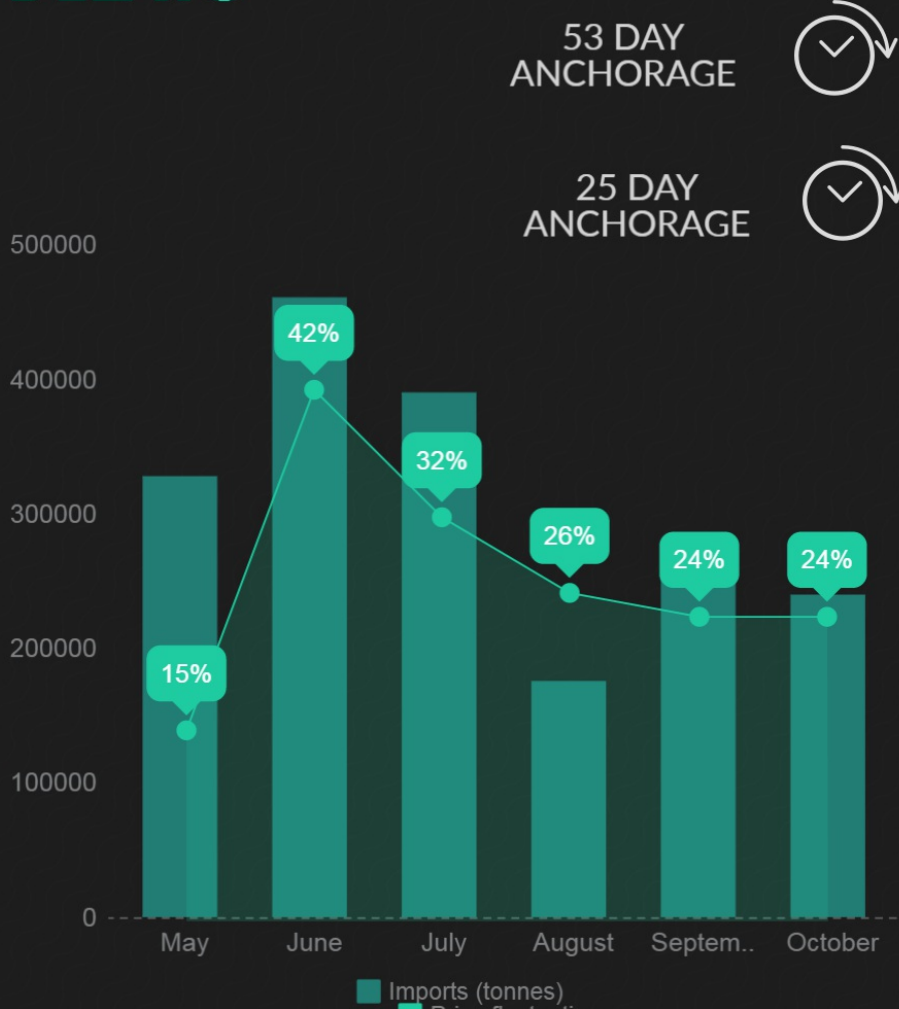 53 DAY
ANCHORAGE
25 DAY
ANCHORAGE
500000
400000
300000
200000
100000
0
42%
32%
26%
24%
24%
15%
May June July August Septem.. October
Imports (tonnes)